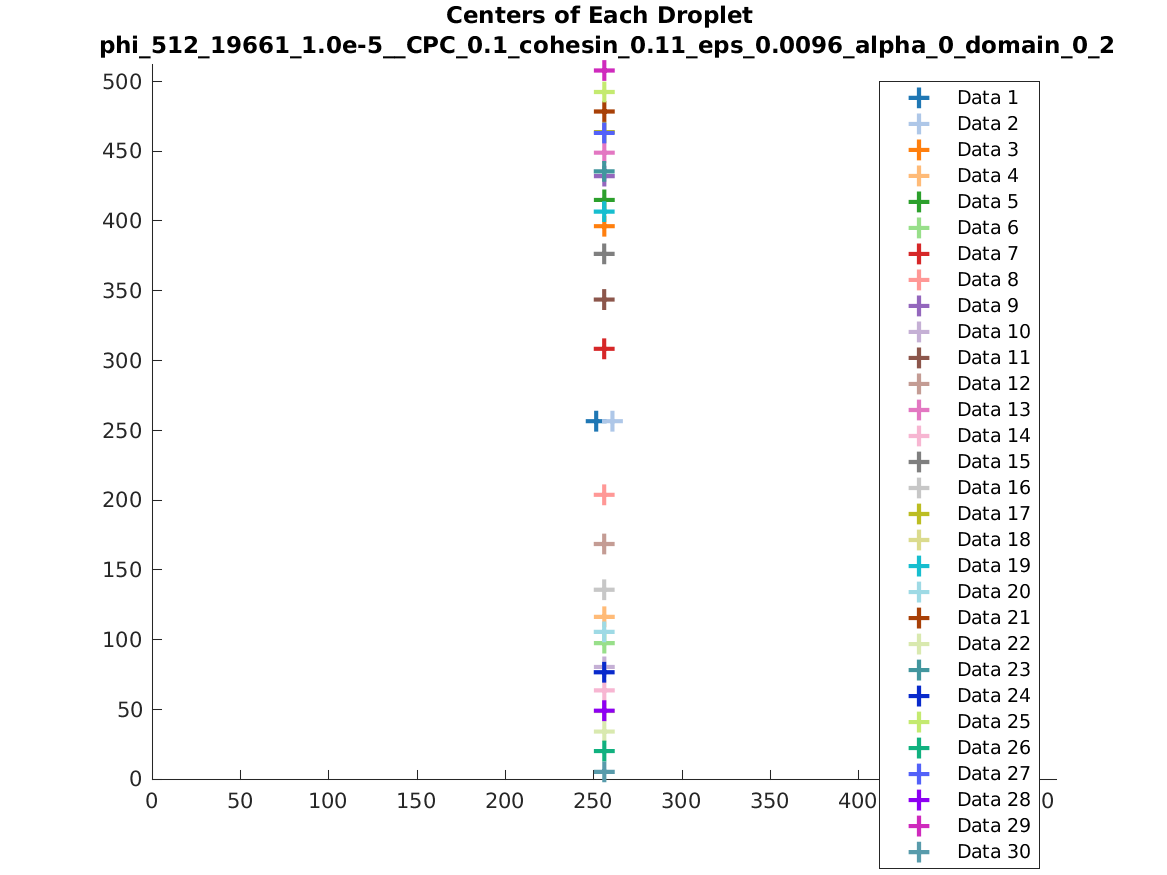 Centers of Each Droplet
phi_512_19661_1.0e-5__CPC_0.1_cohesin_0.11_eps_0.0096_alpha_0_domain_0_2
500
450
400
350
300
250
200
150
100
50
0
0 50 100 150 200 250 300 350 400 0
Data 1
Data 2
Data 3
Data 4
Data 5
Data 6
Data 7
Data 8
Data 9
Data 10
Data 11
Data 12
Data 13
Data 14
Data 15
Data 16
Data 17
Data 18
Data 19
Data 20
Data 21
Data 22
Data 23
Data 24
Data 25
Data 26
Data 27
Data 28
Data 29
Data 30